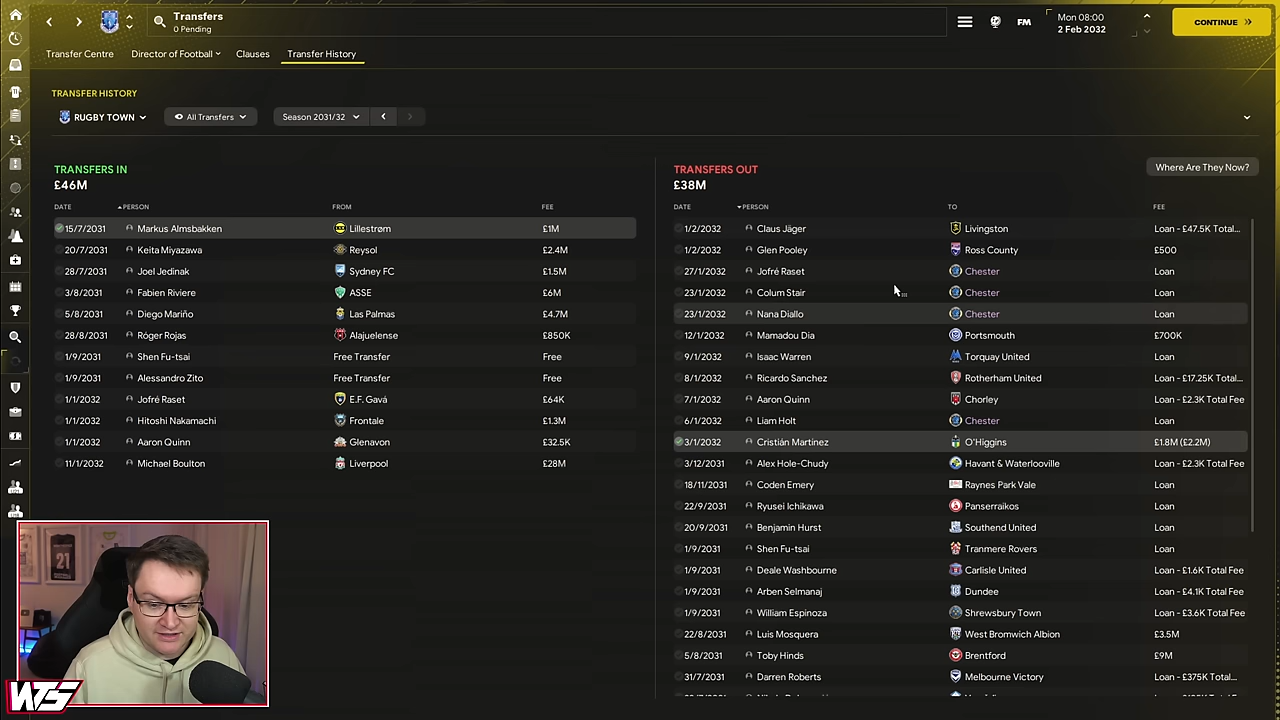 Transfers
0 Pending
FM
Mon 08:00
2 Feb 2032
CONTINUE
Transfer Centre
Director of Football
Clauses
Transfer History
TRANSFER HISTORY
RUGBY TOWN
All Transfers
Season 2031/32
TRANSFERS IN
£46M
DATE PERSON FROM FEE
15/7/2031 Markus Almsbakken Lillestrøm £1M
20/7/2031 Keita Miyazawa Reysol £2.4M
28/7/2031 Joel Jedinak Sydney FC £1.5M
3/8/2031 Fabien Riviere ASSE £6M
5/8/2031 Diego Mariño Las Palmas £4.7M
28/8/2031 Róger Rojas Alajuelense £850K
1/9/2031 Shen Fu-tsai Free Transfer Free
1/9/2031 Alessandro Zito Free Transfer Free
1/1/2032 Jofré Raset E.F. Gavà £64K
1/1/2032 Hitoshi Nakamachi Frontale £1.3M
1/1/2032 Aaron Quinn Glenavon £32.5K
11/1/2032 Michael Boulton Liverpool £28M
TRANSFERS OUT
£38M
Where Are They Now?
DATE PERSON TO FEE
1/2/2032 Claus Jäger Livingston Loan - £47.5K Total...
1/2/2032 Glen Pooley Ross County £500
27/1/2032 Jofré Raset Chester Loan
23/1/2032 Colum Stair Chester Loan
23/1/2032 Nana Diallo Chester Loan
12/1/2032 Mamadou Dia Portsmouth £700K
9/1/2032 Isaac Warren Torquay United Loan
8/1/2032 Ricardo Sanchez Rotherham United Loan - £17.25K Total...
7/1/2032 Aaron Quinn Chorley Loan - £2.3K Total Fee
6/1/2032 Liam Holt Chester Loan
3/1/2032 Cristián Martínez O'Higgins £1.8M (£2.2M)
3/12/2031 Alex Hole-Chudy Havant & Waterlooville Loan - £2.3K Total Fee
18/11/2031 Coden Emery Raynes Park Vale Loan
22/9/2031 Ryusei Ichikawa Panserraikos Loan
20/9/2031 Benjamin Hurst Southend United Loan
1/9/2031 Shen Fu-tsai Tranmere Rovers Loan
1/9/2031 Deale Washbourne Carlisle United Loan - £1.6K Total Fee
1/9/2031 Arben Selmanaj Dundee Loan - £4.1K Total Fee
1/9/2031 William Espinoza Shrewsbury Town Loan - £3.6K Total Fee
22/8/2031 Luis Mosquera West Bromwich Albion £3.5M
5/8/2031 Toby Hinds Brentford £9M
31/7/2031 Darren Roberts Melbourne Victory Loan - £375K Total Fee
21
WTS